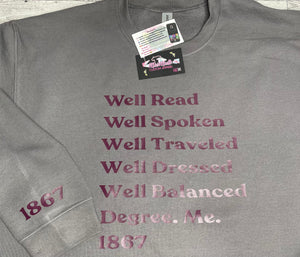 Well Read
Well Spoken
Well Traveled
Well Dressed
Well Balanced
Degree. Me.
1867
1867